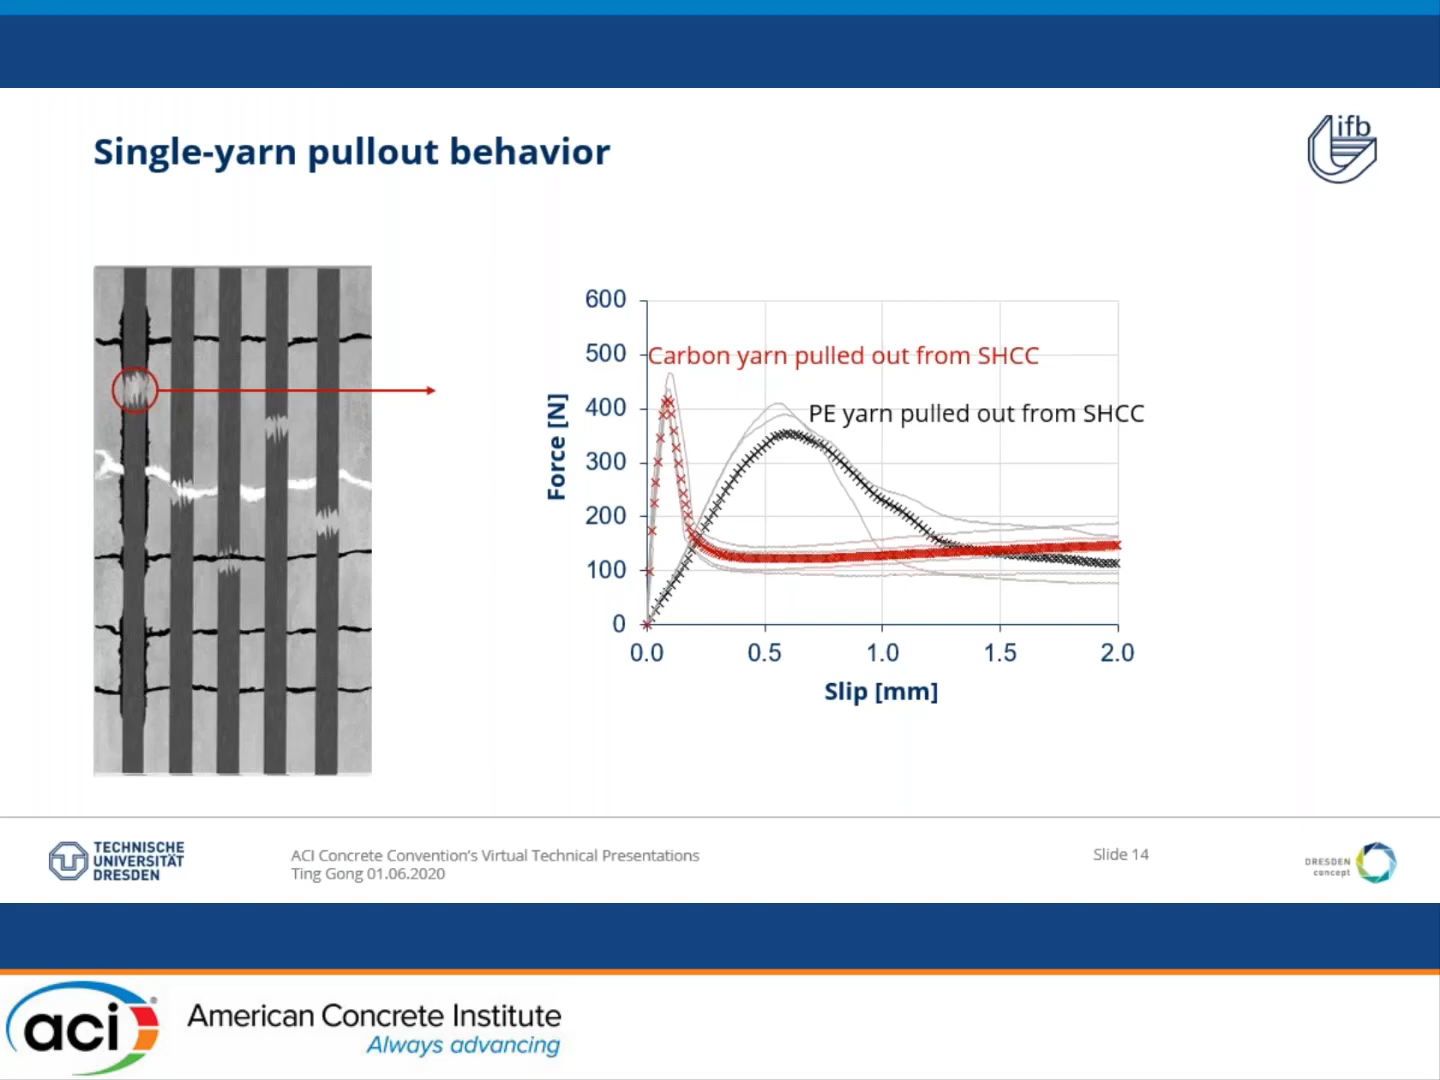 Single-yarn pullout behavior
ifb
600
500
400
300
200
100
0
Force [N]
Carbon yarn pulled out from SHCC
PE yarn pulled out from SHCC
0.0 0.5 1.0 1.5 2.0
Slip [mm]
TECHNISCHE
UNIVERSITÄT
DRESDEN
ACI Concrete Convention's Virtual Technical Presentations
Ting Gong 01.06.2020
Slide 14
DRESDEN
concept
aci®
American Concrete Institute
Always advancing